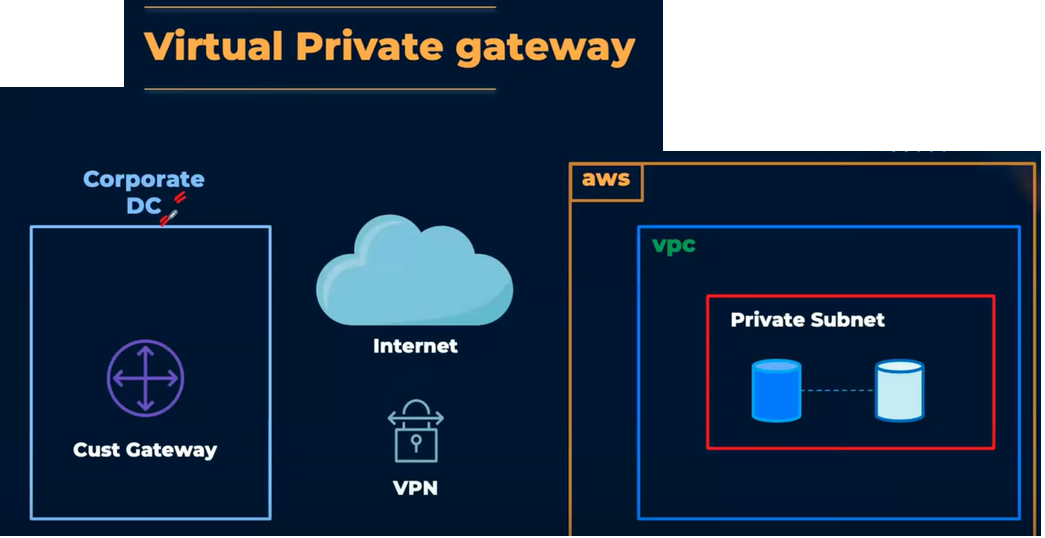 Virtual Private gateway
Corporate
DC
aws
vpc
Private Subnet
Internet
Cust Gateway
VPN